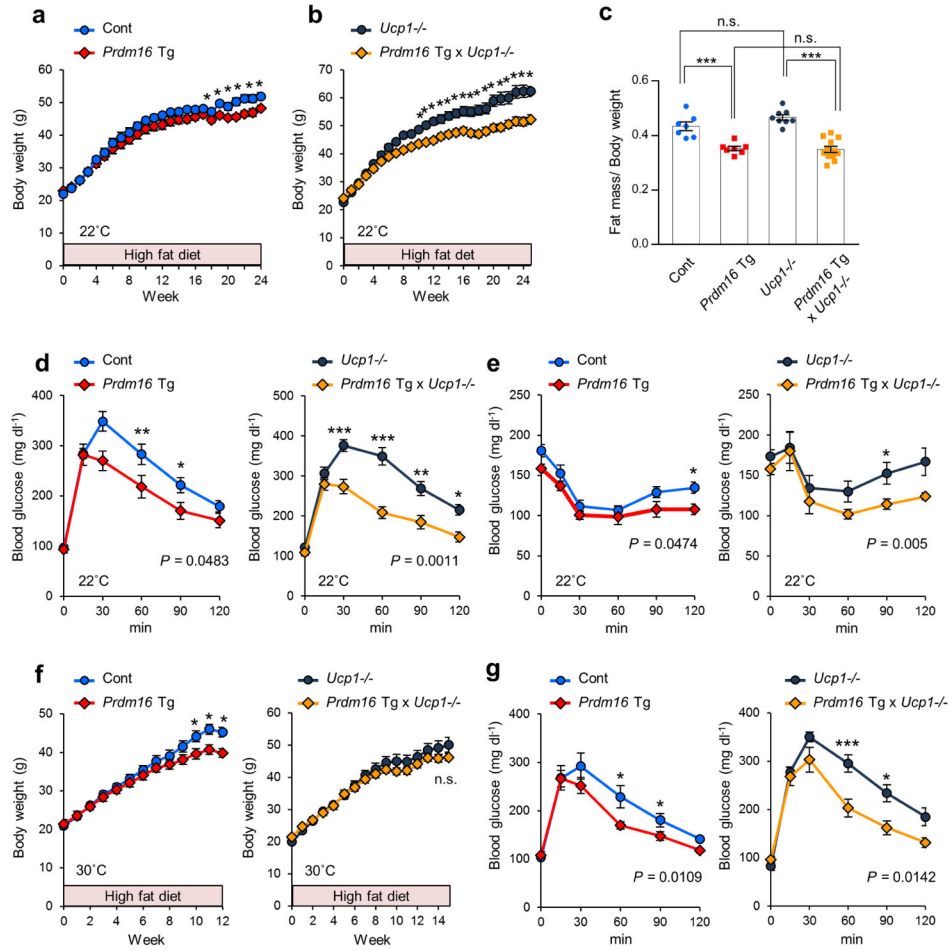 a
Cont
Prdm16 Tg
Body weight (g)
60
50
40
30
20
10
0
* * * * * * *
22˚C
High fat diet
0 4 8 12 16 20 24
Week
b
Ucp1-/-
Prdm16 Tg x Ucp1-/-
Body weight (g)
70
60
50
40
30
20
10
0
22˚C
High fat det
0 4 8 12 16 20 24
Week
c
n.s.
n.s.
***
***
Fat mass/ Body weight
0.6
0.4
0.2
0.0
Cont
Prdm16 Tg
Ucp1-/-
Prdm16 Tg
x Ucp1-/-
d
Cont
Prdm16 Tg
Blood glucose (mg dl-1)
400
300
200
100
0
**
*
P = 0.0483
22˚C
0 30 60 90 120
min
Ucp1-/-
Prdm16 Tg x Ucp1-/-
Blood glucose (mg dl-1)
500
400
300
200
100
0
***
***
**
*
P = 0.0011
22˚C
0 30 60 90 120
min
e
Cont
Prdm16 Tg
Blood glucose (mg dl-1)
250
200
150
100
50
0
*
P = 0.0474
22˚C
0 30 60 90 120
min
Ucp1-/-
Prdm16 Tg x Ucp1-/-
Blood glucose (mg dl-1)
250
200
150
100
50
0
*
P = 0.005
22˚C
0 30 60 90 120
min
f
Cont
Prdm16 Tg
Body weight (g)
50
40
30
20
10
0
* * *
30˚C
High fat diet
0 2 4 6 8 10 12
Week
Ucp1-/-
Prdm16 Tg x Ucp1-/-
Body weight (g)
60
50
40
30
20
10
0
n.s.
30˚C
High fat diet
0 2 4 6 8 10 14
Week
g
Cont
Prdm16 Tg
Blood glucose (mg dl-1)
400
300
200
100
0
*
*
P = 0.0109
0 30 60 90 120
min
Ucp1-/-
Prdm16 Tg x Ucp1-/-
Blood glucose (mg dl-1)
400
300
200
100
0
***
*
P = 0.0142
0 30 60 90 120
min